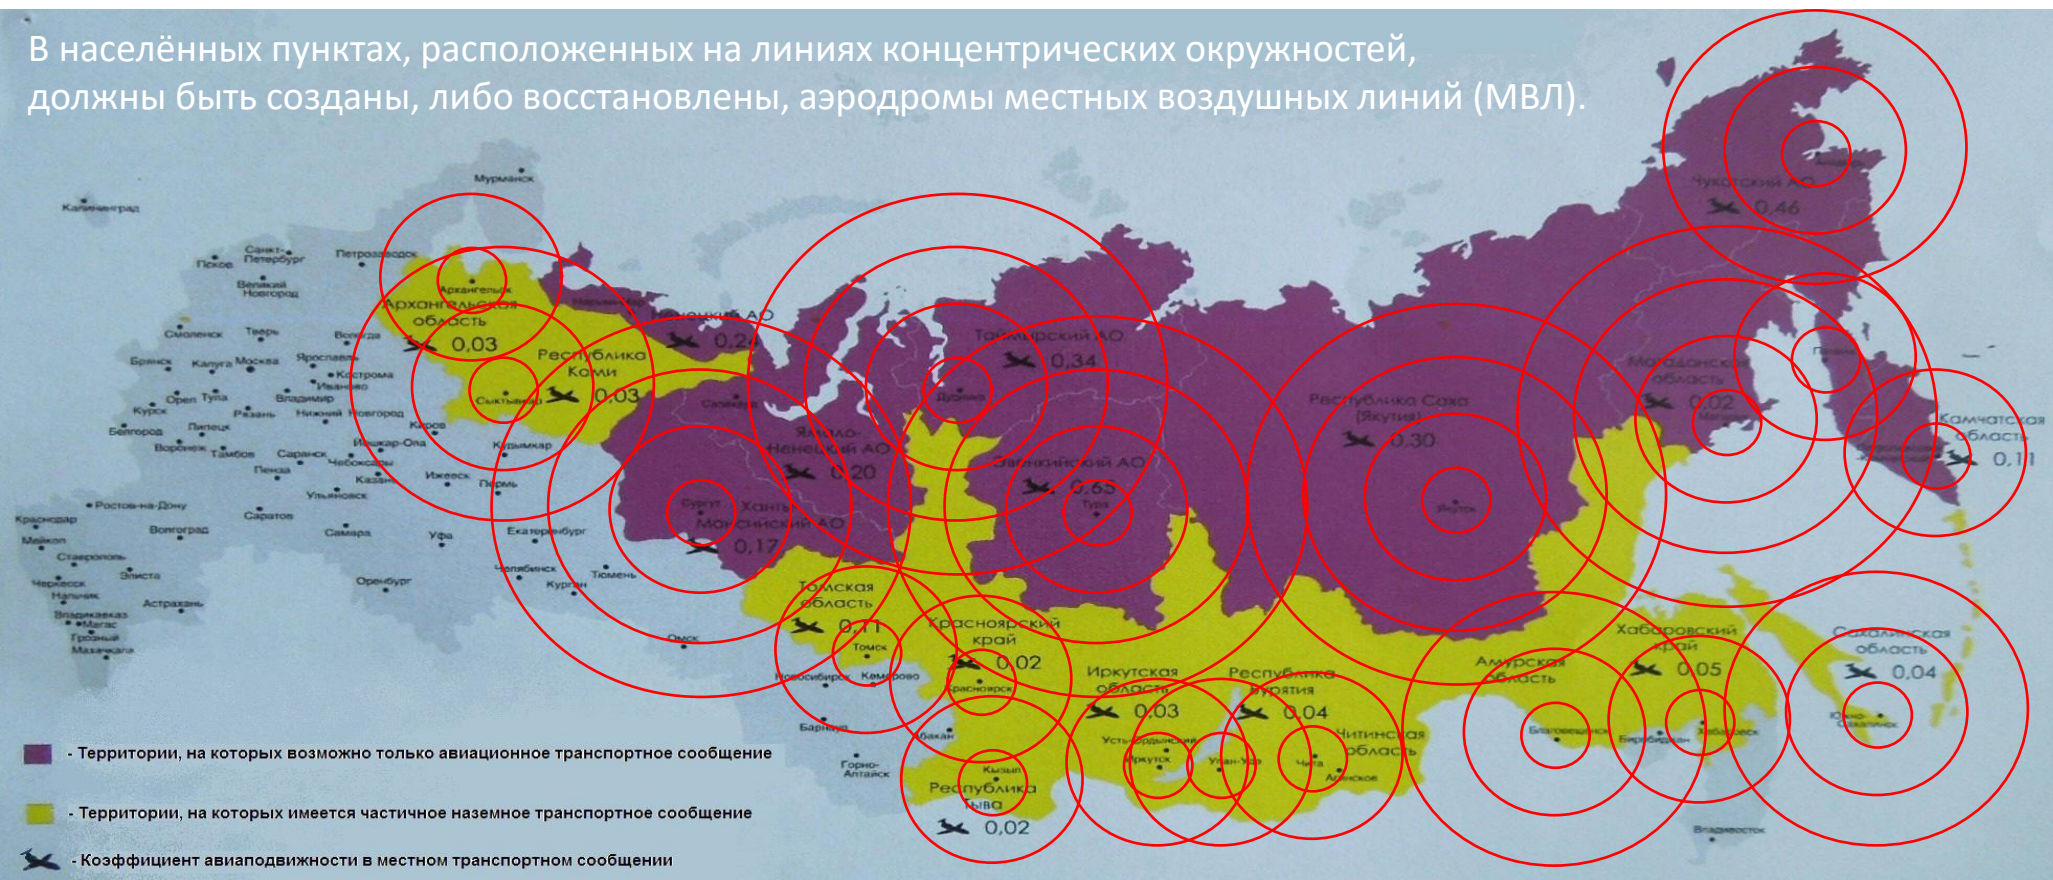 В населённых пунктах, расположенных на линиях концентрических окружностей,
должны быть созданы, либо восстановлены, аэродромы местных воздушных линий (МВЛ).
Мурманск
Калининград
Санкт-
Петербург
Псков
Петрозаводск
Великий
Новгород
Архангельск
Архангельская
область
0,03
Смоленск
Тверь
Вологда
Брянск
Калуга
Москва
Ярославль
Кострома
Иваново
Орел
Тула
Владимир
Курск
Рязань
Нижний Новгород
Белгород
Липецк
Киров
Воронеж
Тамбов
Саранск
Йошкар-Ола
Чебоксары
Пенза
Казань
Ульяновск
Ижевск
Пермь
Кудымкар
Республика
Коми
0,03
Сыктывкар
Ненецкий АО
0,24
Нарьян-Мар
Ростов-на-Дону
Краснодар
Майкоп
Волгоград
Саратов
Самара
Уфа
Екатеринбург
Ставрополь
Черкесск
Элиста
Нальчик
Владикавказ
Магас
Грозный
Махачкала
Астрахань
Оренбург
Челябинск
Курган
Тюмень
Омск
Салехард
Ямало-
Ненецкий АО
0,20
Сургут
Ханты-
Мансийский АО
0,17
Таймырский АО
0,34
Дудинка
Эвенкийский АО
0,65
Тура
Республика Саха
(Якутия)
0,30
Якутск
Чукотский АО
0,46
Анадырь
Магаданская
область
0,02
Магадан
Камчатская
область
0,11
Томская
область
0,11
Томск
Новосибирск
Кемерово
Барнаул
Горно-
Алтайск
Абакан
Красноярский
край
0,02
Красноярск
Кызыл
Республика
Тыва
0,02
Иркутская
область
0,03
Усть-Ордынский
Иркутск
Республика
Бурятия
0,04
Улан-Удэ
Читинская
область
Чита
Агинское
Амурская
область
Благовещенск
Биробиджан
Хабаровский
край
0,05
Хабаровск
Сахалинская
область
0,04
Южно-
Сахалинск
Владивосток
- Территории, на которых возможно только авиационное транспортное сообщение
- Территории, на которых имеется частичное наземное транспортное сообщение
- Коэффициент авиаподвижности в местном транспортном сообщении